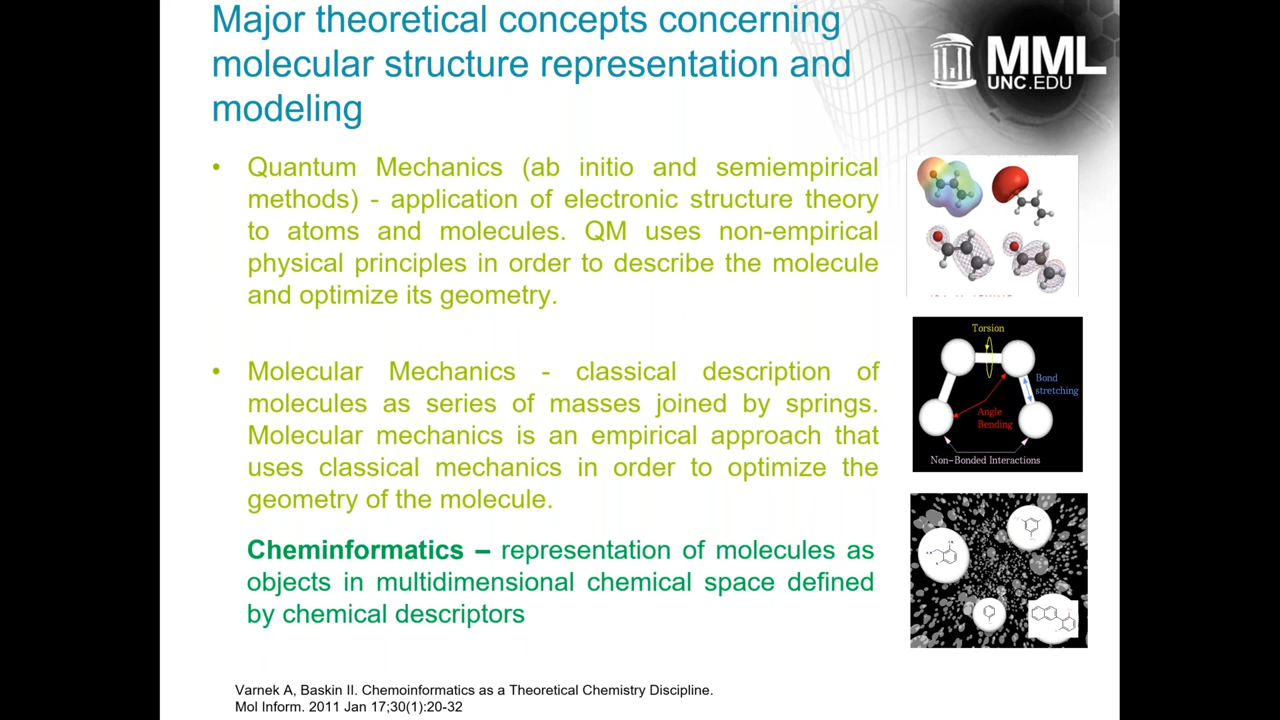 Major theoretical concepts concerning
molecular structure representation and
modeling
MML
UNC.EDU
• Quantum Mechanics (ab initio and semiempirical
methods) - application of electronic structure theory
to atoms and molecules. QM uses non-empirical
physical principles in order to describe the molecule
and optimize its geometry.
• Molecular Mechanics - classical description of
molecules as series of masses joined by springs.
Molecular mechanics is an empirical approach that
uses classical mechanics in order to optimize the
geometry of the molecule.
Torsion
Bond
stretching
Angle
Bending
Non-Bonded Interactions
Cheminformatics – representation of molecules as
objects in multidimensional chemical space defined
by chemical descriptors
Varnek A, Baskin II. Chemoinformatics as a Theoretical Chemistry Discipline.
Mol Inform. 2011 Jan 17;30(1):20-32